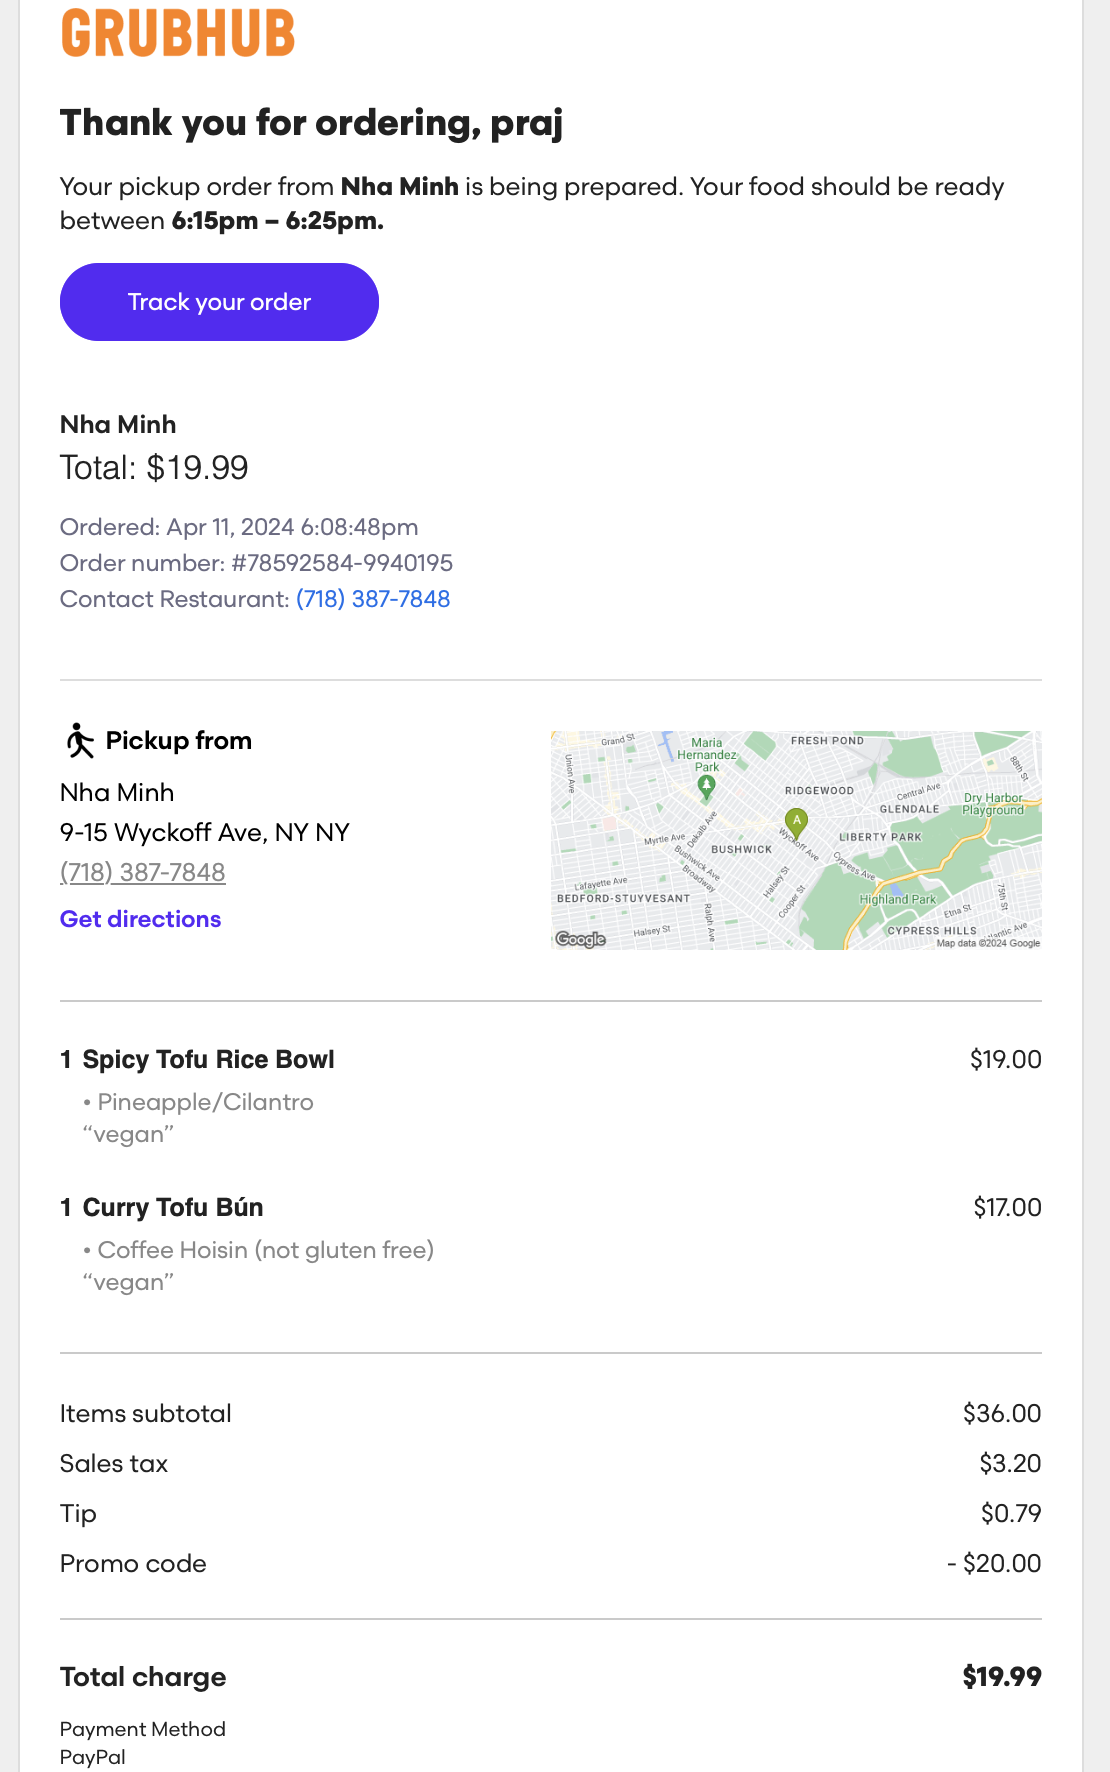 GRUBHUB
Thank you for ordering, praj
Your pickup order from Nha Minh is being prepared. Your food should be ready
between 6:15pm – 6:25pm.
Track your order
Nha Minh
Total: $19.99
Ordered: Apr 11, 2024 6:08:48pm
Order number: #78592584-9940195
Contact Restaurant: (718) 387-7848
Pickup from
Nha Minh
9-15 Wyckoff Ave, NY NY
(718) 387-7848
Get directions
Grand St
Union Ave
Maria
Hernandez
Park
FRESH POND
88th St
RIDGEWOOD
Central Ave
GLENDALE
Dry Harbor
Playground
A
Dekalb Ave
Myrtle Ave
Wyckoff Ave
LIBERTY PARK
BUSHWICK
Bushwick Ave
Broadway
Cypress Ave
Lafayette Ave
Halsey St
Cooper St
75th St
BEDFORD-STUYVESANT
Highland Park
Ralph Ave
Etna St
Halsey St
CYPRESS HILLS
lantic Ave
Google
Map data ©2024 Google
1 Spicy Tofu Rice Bowl $19.00
• Pineapple/Cilantro
“vegan”
1 Curry Tofu Bún $17.00
• Coffee Hoisin (not gluten free)
“vegan”
Items subtotal $36.00
Sales tax $3.20
Tip $0.79
Promo code - $20.00
Total charge $19.99
Payment Method
PayPal